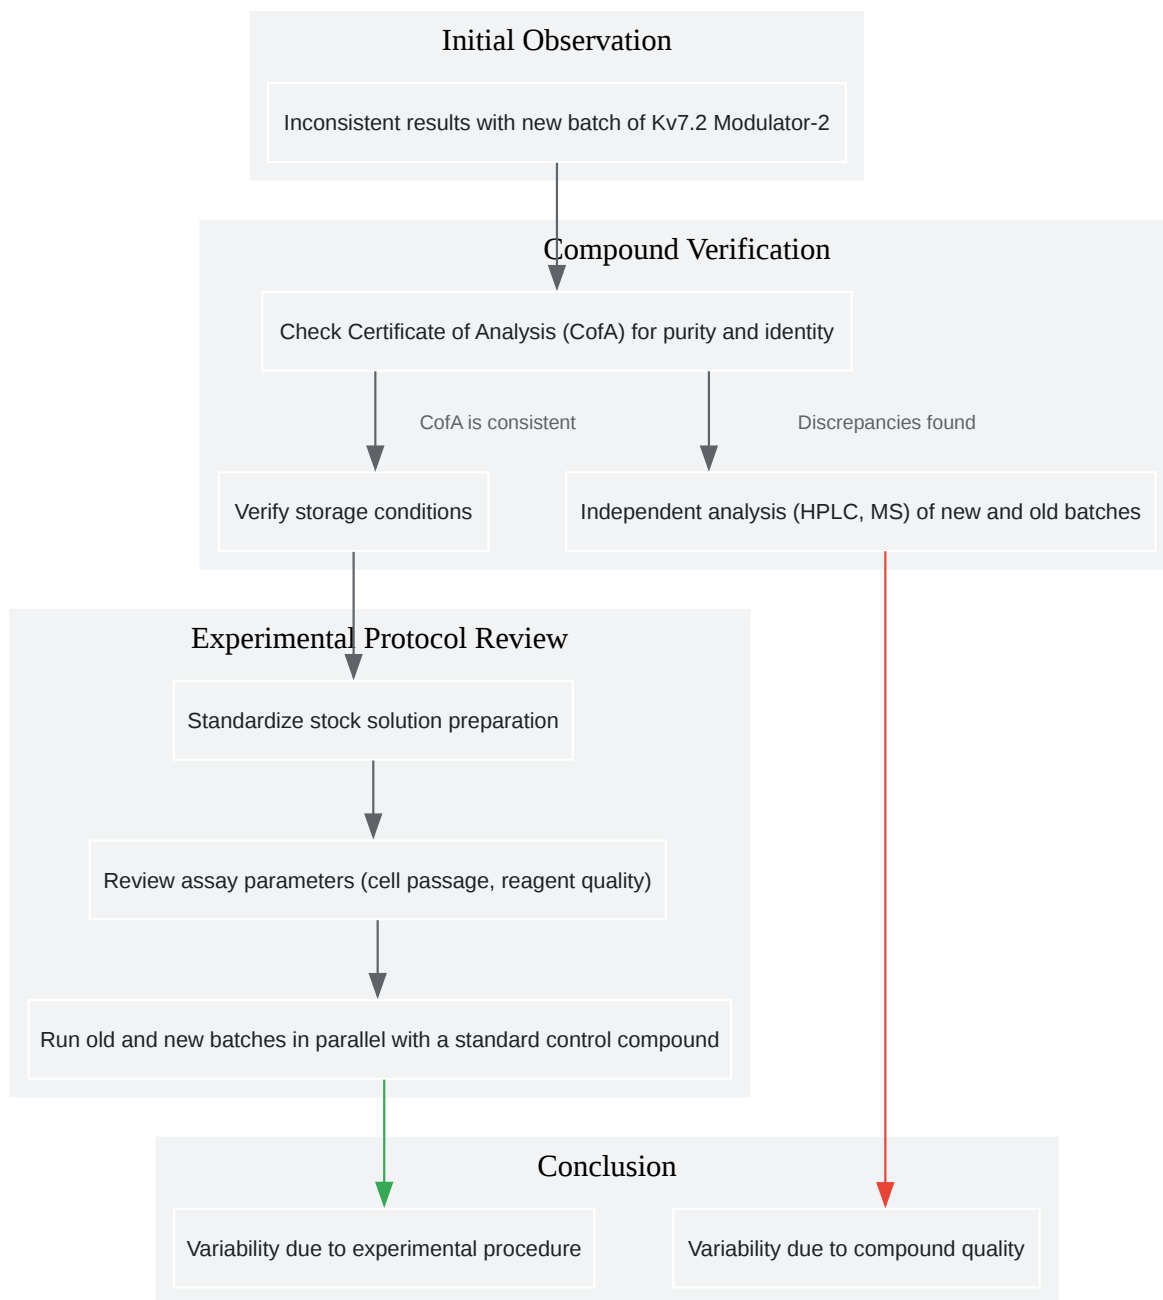 Initial Observation
Inconsistent results with new batch of Kv7.2 Modulator-2
Compound Verification
Check Certificate of Analysis (CofA) for purity and identity
CofA is consistent
Discrepancies found
Verify storage conditions
Independent analysis (HPLC, MS) of new and old batches
Experimental Protocol Review
Standardize stock solution preparation
Review assay parameters (cell passage, reagent quality)
Run old and new batches in parallel with a standard control compound
Conclusion
Variability due to experimental procedure
Variability due to compound quality